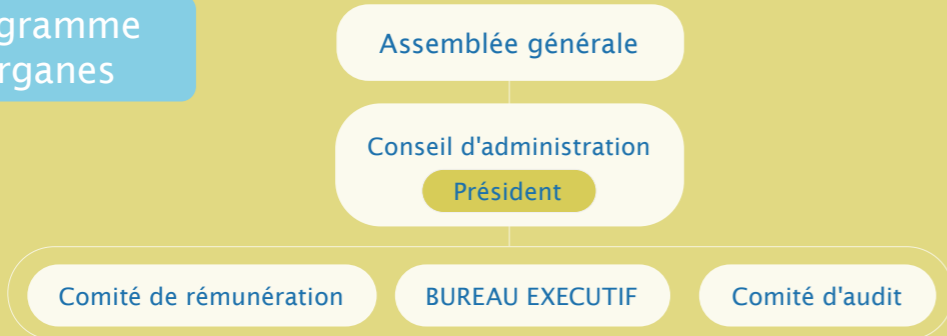 gramme
rganes
Assemblée générale
Conseil d'administration
Président
Comité de rémunération
BUREAU EXECUTIF
Comité d'audit